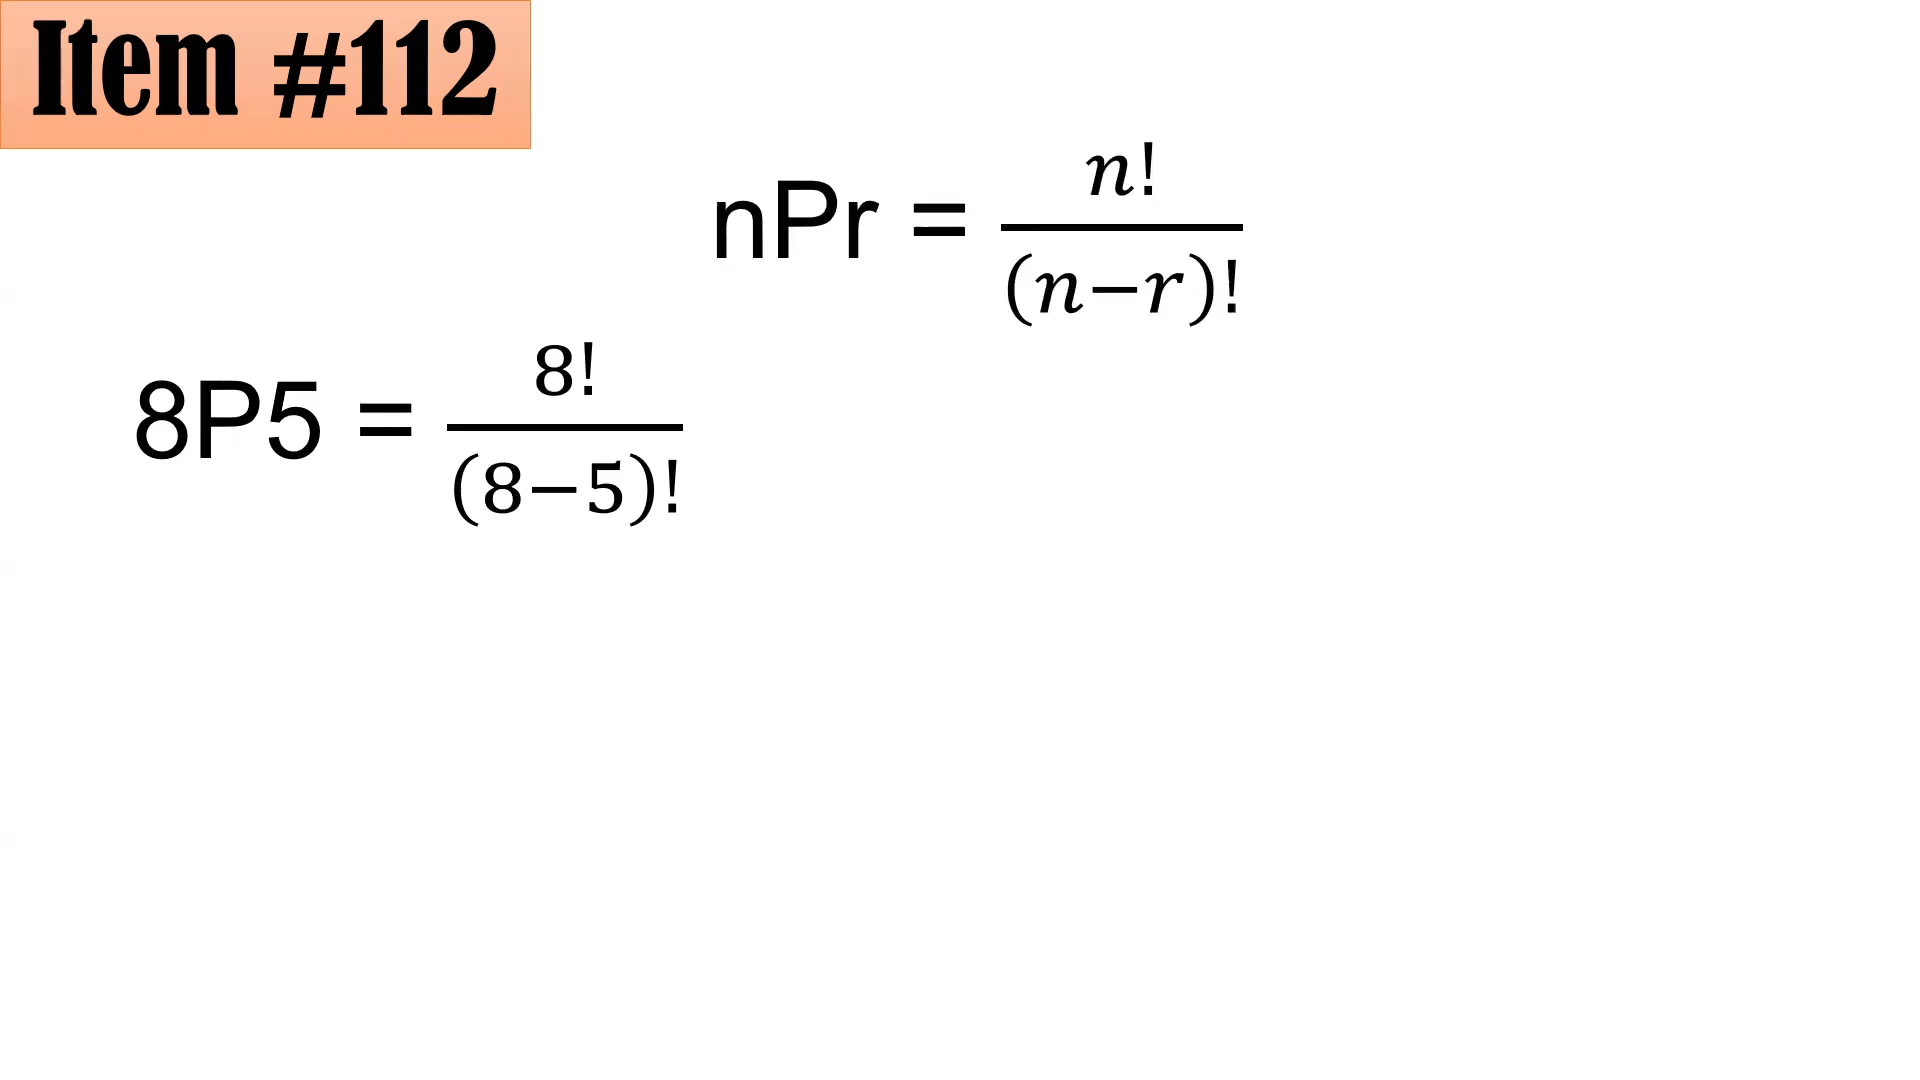 Item #112
nPr = n! / (n−r)!
8P5 = 8! / (8−5)!